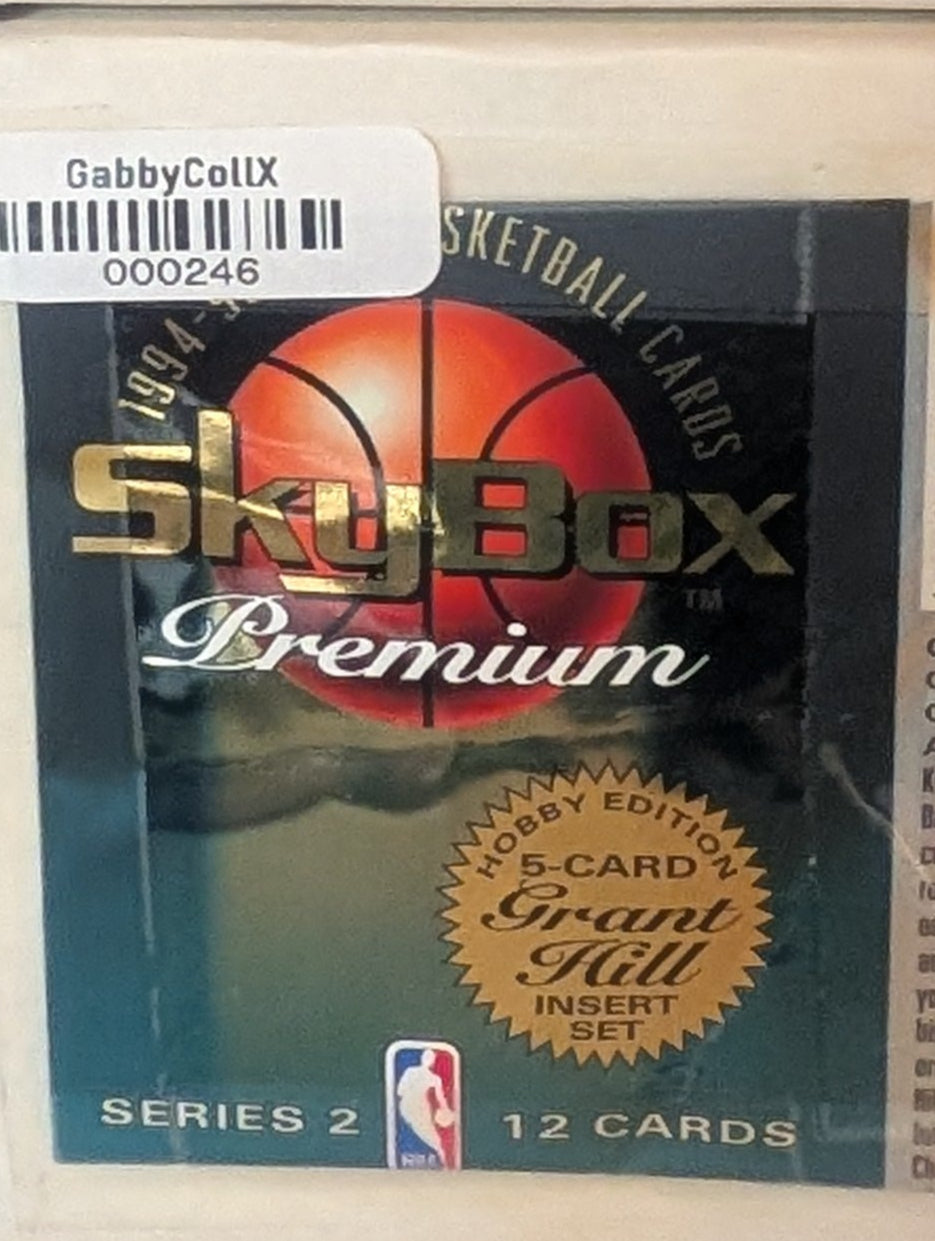 GabbyCollX
000246
1994-9
SKETBALL CARDS
SkyBox
TM
Premium
HOBBY EDITION
5-CARD
Grant
Hill
INSERT
SET
SERIES 2
NBA
12 CARDS